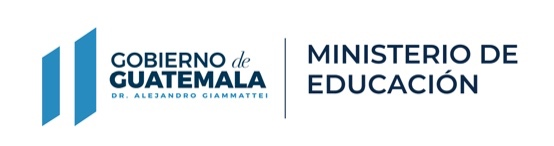 GOBIERNO de
GUATEMALA
DR. ALEJANDRO GIAMMATTEI
MINISTERIO DE
EDUCACIÓN